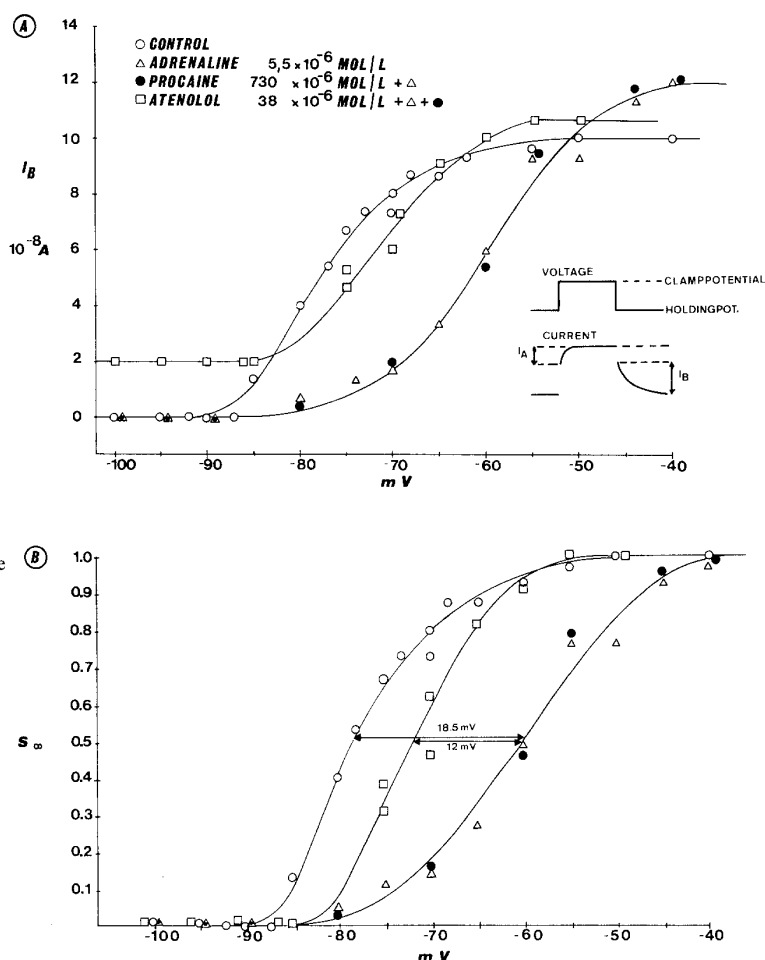 A
14
12
10
8
6
4
2
0
I_B
10^-8 A
○ CONTROL
△ ADRENALINE 5,5 × 10^-6 MOL/L
● PROCAINE 730 × 10^-6 MOL/L + △
□ ATENOLOL 38 × 10^-6 MOL/L + △ + ●
VOLTAGE
CLAMPPOTENTIAL
HOLDINGPOT.
CURRENT
I_A
I_B
-100 -90 -80 -70 -60 -50 -40
mV
e
B
1.0
0.9
0.8
0.7
0.6
0.5
0.4
0.3
0.2
0.1
S∞
18.5 mV
12 mV
-100 -90 -80 -70 -60 -50 -40
mV